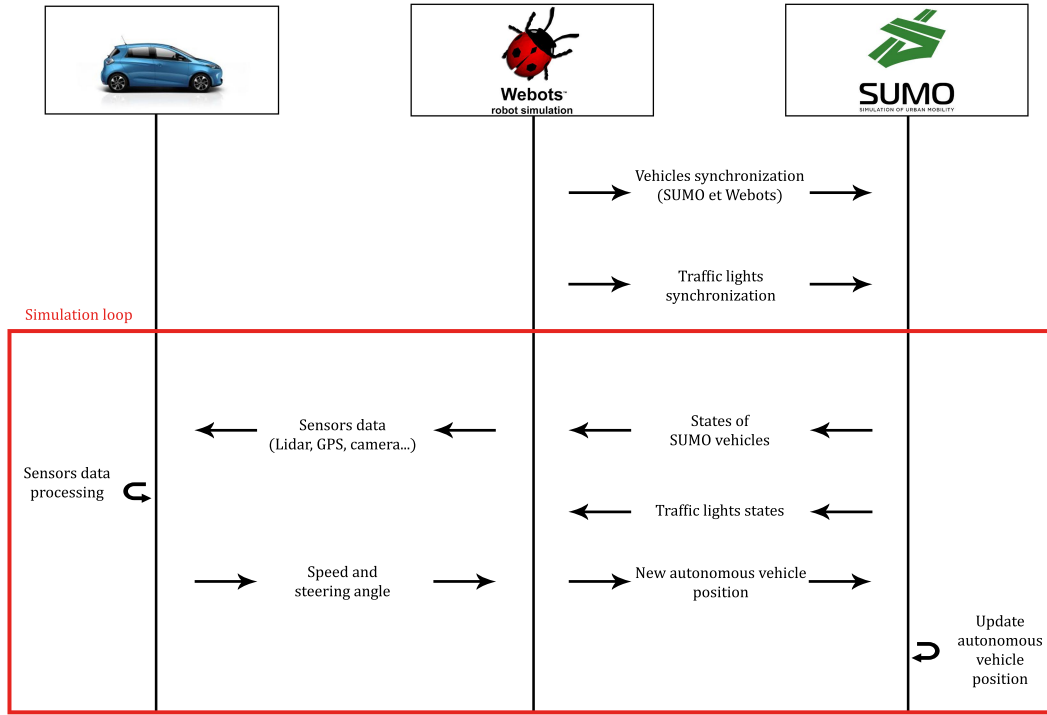 Webots™
robot simulation
SUMO
SIMULATION OF URBAN MOBILITY
Vehicles synchronization
(SUMO et Webots)
Traffic lights
synchronization
Simulation loop
Sensors data
(Lidar, GPS, camera...)
States of
SUMO vehicles
Sensors data
processing
Traffic lights states
Speed and
steering angle
New autonomous vehicle
position
Update
autonomous
vehicle
position